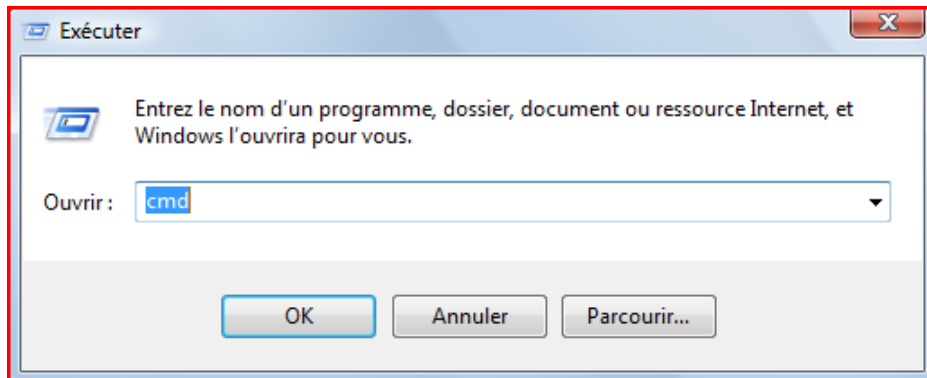 Exécuter
Entrez le nom d'un programme, dossier, document ou ressource Internet, et
Windows l'ouvrira pour vous.
Ouvrir : cmd
OK Annuler Parcourir...